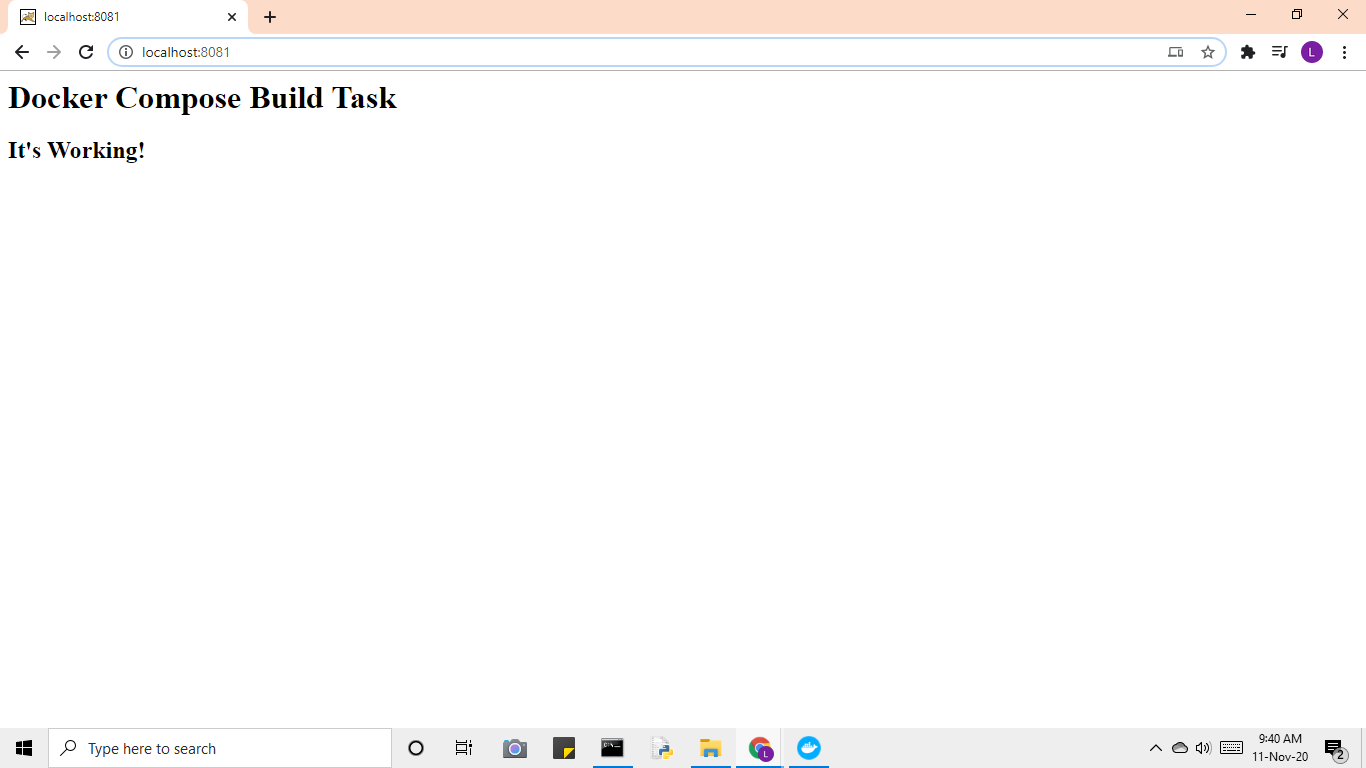 localhost:8081
localhost:8081
L
Docker Compose Build Task
It's Working!
Type here to search
C:\._
L
9:40 AM
11-Nov-20
2